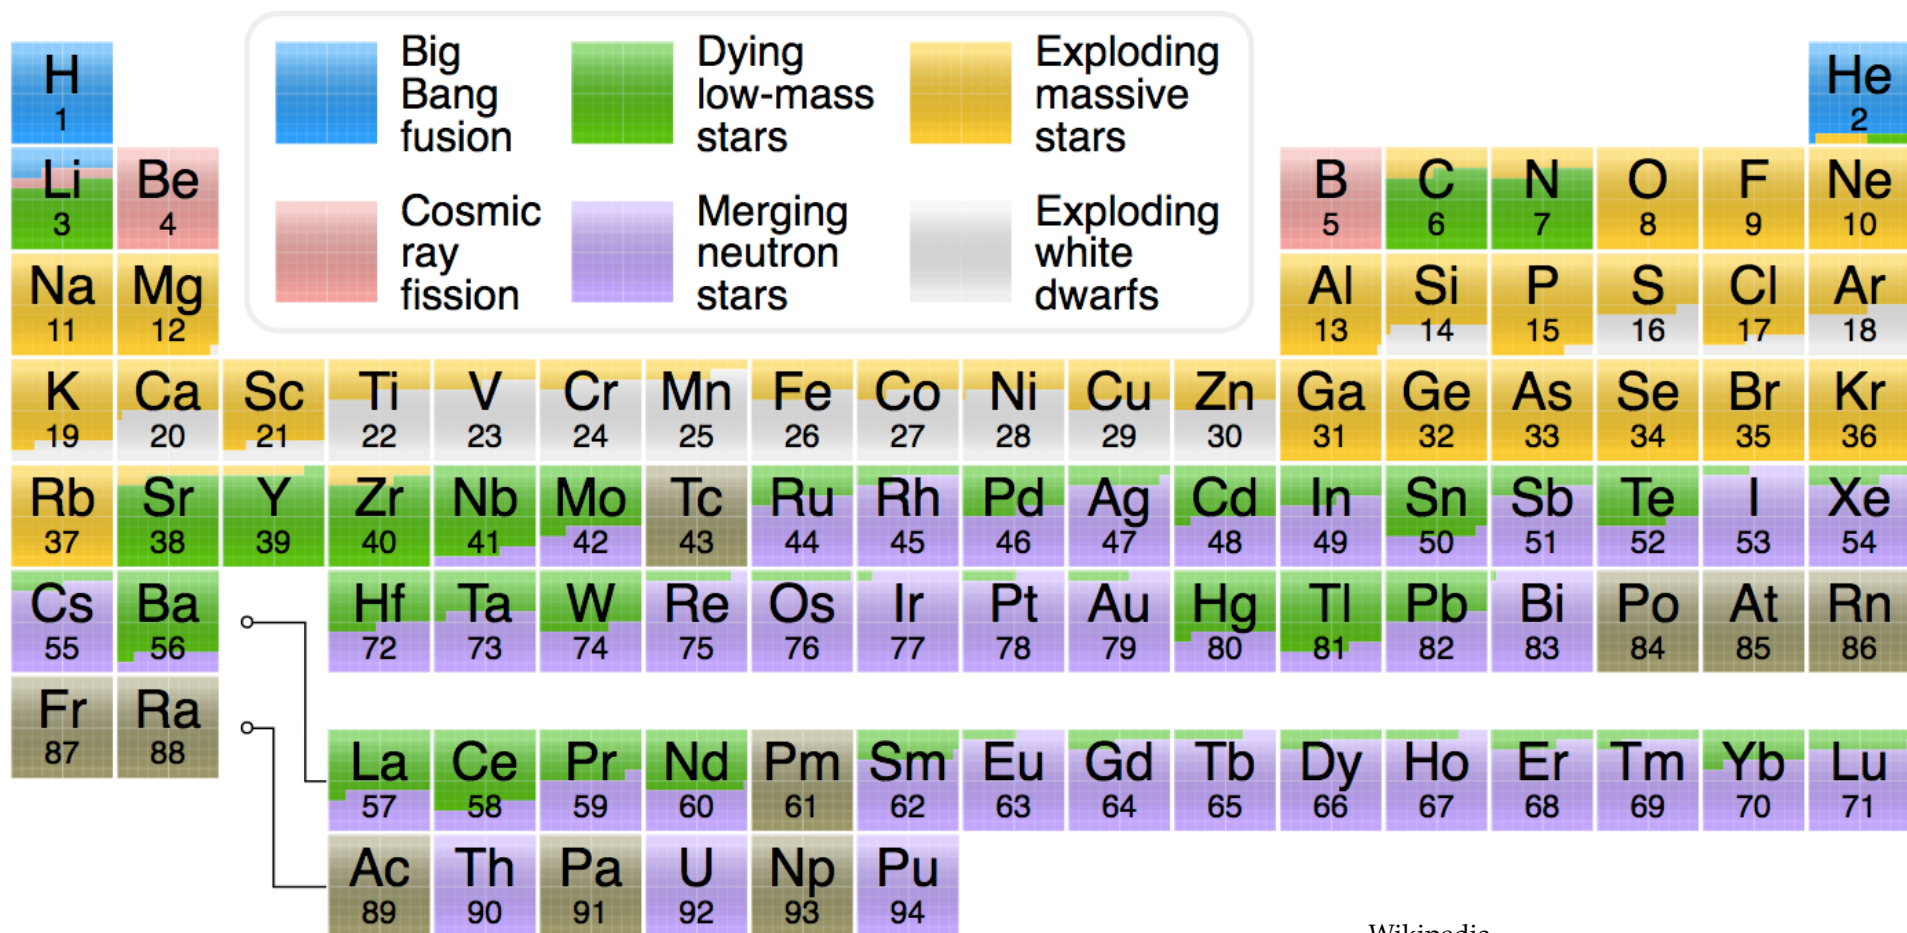 H
1
Big Bang fusion
Dying low-mass stars
Exploding massive stars
He
2
Li
3
Be
4
Cosmic ray fission
Merging neutron stars
Exploding white dwarfs
B
5
C
6
N
7
O
8
F
9
Ne
10
Na
11
Mg
12
Al
13
Si
14
P
15
S
16
Cl
17
Ar
18
K
19
Ca
20
Sc
21
Ti
22
V
23
Cr
24
Mn
25
Fe
26
Co
27
Ni
28
Cu
29
Zn
30
Ga
31
Ge
32
As
33
Se
34
Br
35
Kr
36
Rb
37
Sr
38
Y
39
Zr
40
Nb
41
Mo
42
Tc
43
Ru
44
Rh
45
Pd
46
Ag
47
Cd
48
In
49
Sn
50
Sb
51
Te
52
I
53
Xe
54
Cs
55
Ba
56
Hf
72
Ta
73
W
74
Re
75
Os
76
Ir
77
Pt
78
Au
79
Hg
80
Tl
81
Pb
82
Bi
83
Po
84
At
85
Rn
86
Fr
87
Ra
88
La
57
Ce
58
Pr
59
Nd
60
Pm
61
Sm
62
Eu
63
Gd
64
Tb
65
Dy
66
Ho
67
Er
68
Tm
69
Yb
70
Lu
71
Ac
89
Th
90
Pa
91
U
92
Np
93
Pu
94
Wikipedia